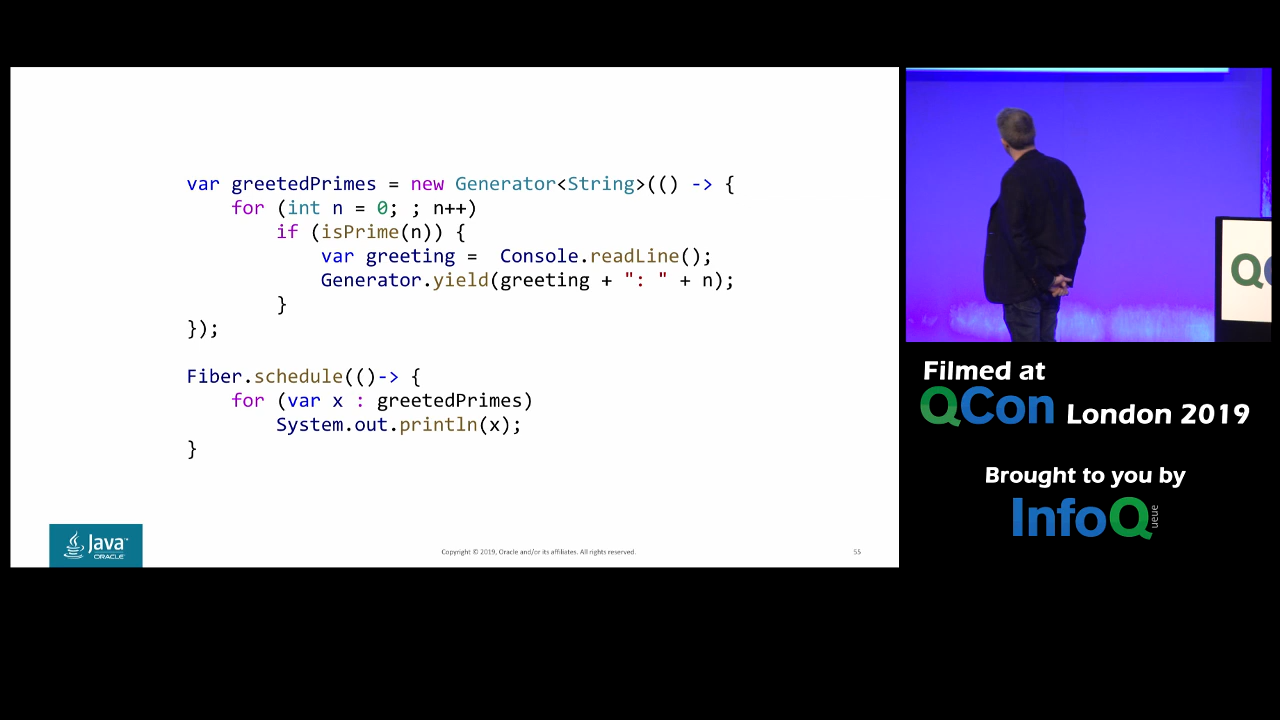 var greetedPrimes = new Generator<String>(() -> {
    for (int n = 0; ; n++)
        if (isPrime(n)) {
            var greeting =  Console.readLine();
            Generator.yield(greeting + ": " + n);
        }
});
Fiber.schedule(()-> {
    for (var x : greetedPrimes)
        System.out.println(x);
}
Java™
ORACLE
Copyright © 2019, Oracle and/or its affiliates. All rights reserved.
55
Filmed at
QCon London 2019
Brought to you by
InfoQueue